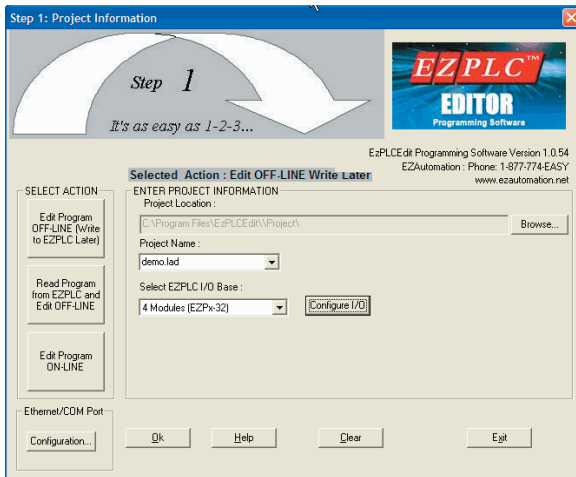 Step 1: Project Information
Step 1
It's as easy as 1-2-3...
EZPLC™
EDITOR
Programming Software
EzPLCEdit Programming Software Version 1.0.54
EZAutomation : Phone: 1-877-774-EASY
www.ezautomation.net
Selected Action : Edit OFF-LINE Write Later
SELECT ACTION
Edit Program
OFF-LINE (Write
to EZPLC Later)
Read Program
from EZPLC and
Edit OFF-LINE
Edit Program
ON-LINE
ENTER PROJECT INFORMATION
Project Location :
C:\Program Files\EzPLCEdit\\Project\
Browse...
Project Name :
demo.lad
Select EZPLC I/O Base :
4 Modules (EZPx-32)
Configure I/O
Ethernet/COM Port
Configuration...
Ok
Help
Clear
Exit